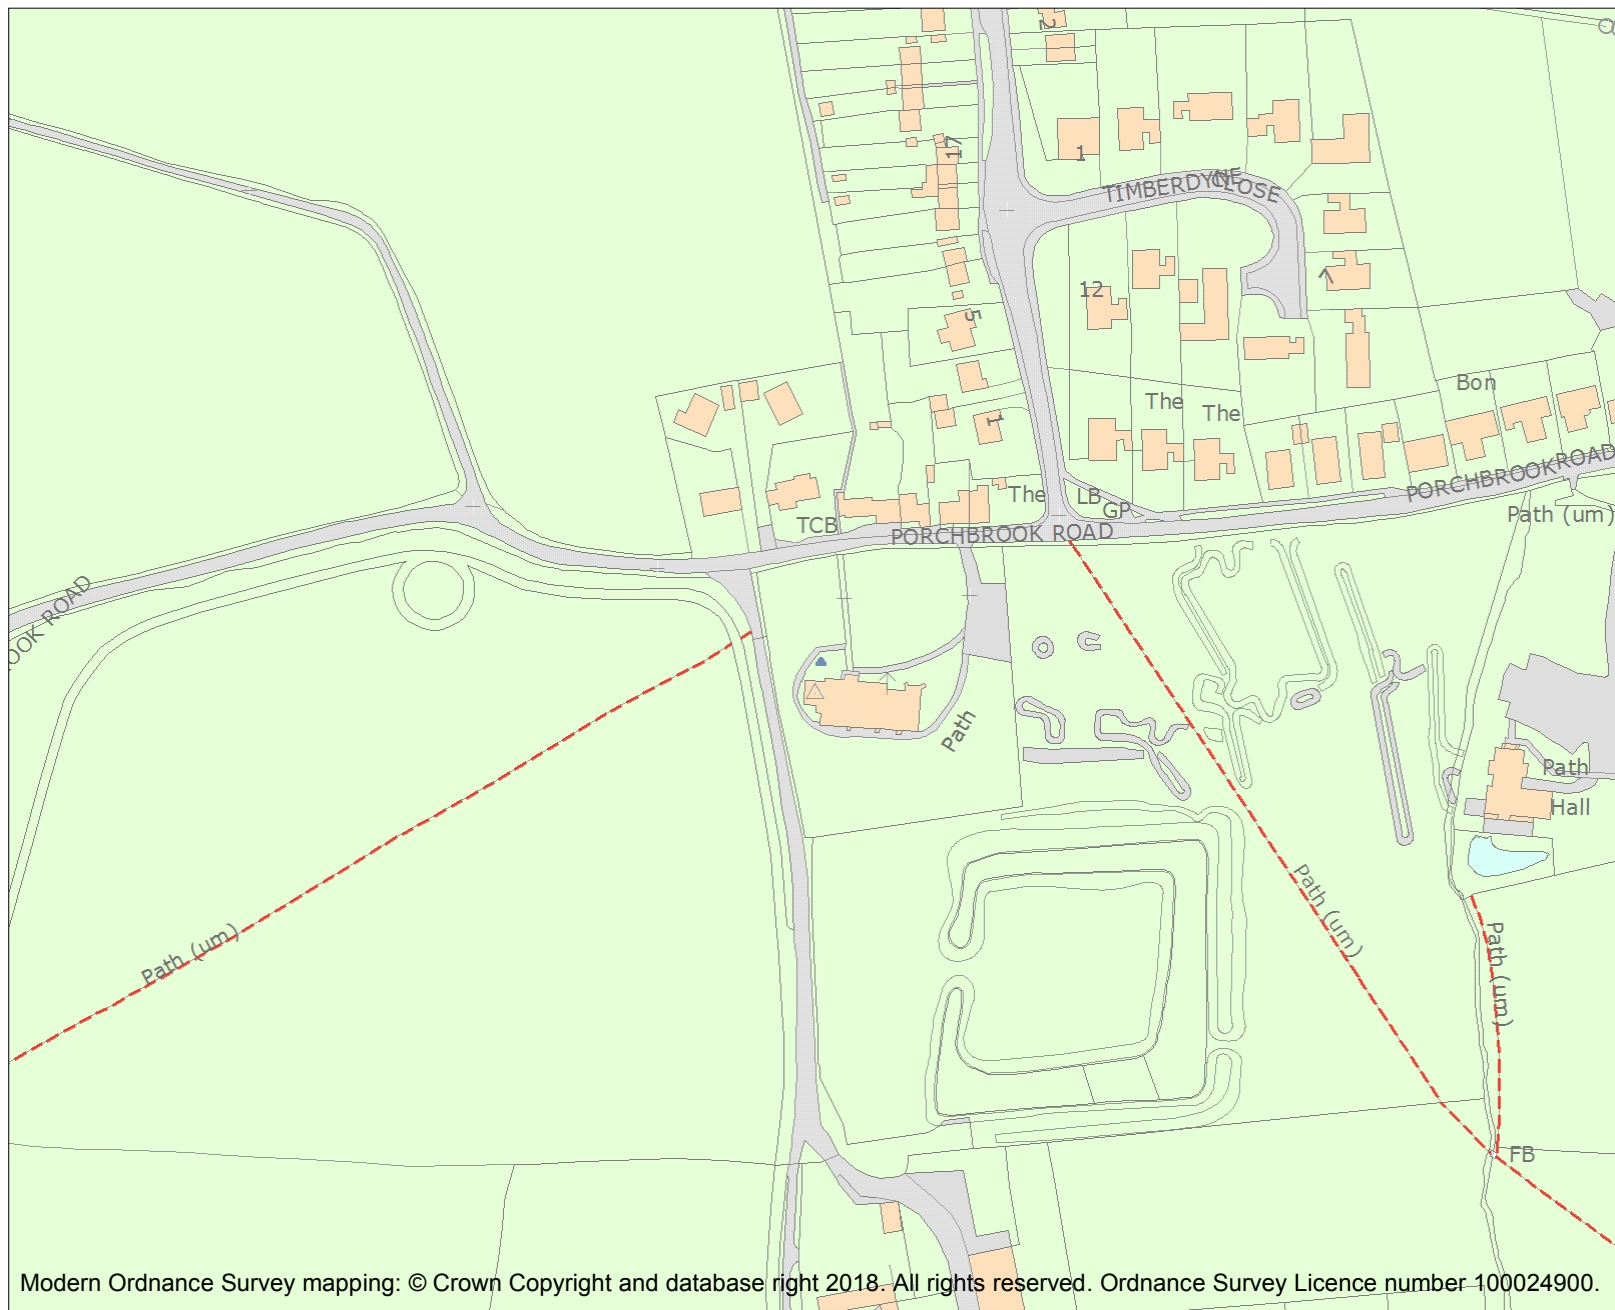 2
17
1
TIMBERDYNE
CLOSE
12
7
5
1
Bon
The
The
The
LB
GP
TCB
PORCHBROOK ROAD
PORCHBROOK ROAD
Path (um)
OOK ROAD
Path
Path
Hall
Path (um)
Path (um)
Path (um)
FB
Modern Ordnance Survey mapping: © Crown Copyright and database right 2018. All rights reserved. Ordnance Survey Licence number 100024900.